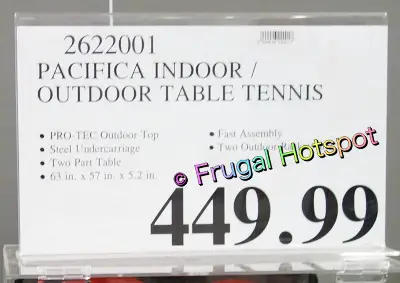 2622001
PACIFICA INDOOR /
OUTDOOR TABLE TENNIS
• PRO-TEC Outdoor Top
• Steel Undercarriage
• Two Part Table
• 63 in. x 57 in. x 5.2 in.
• Fast Assembly
• Two Outdoor
© Frugal Hotspot
449.99